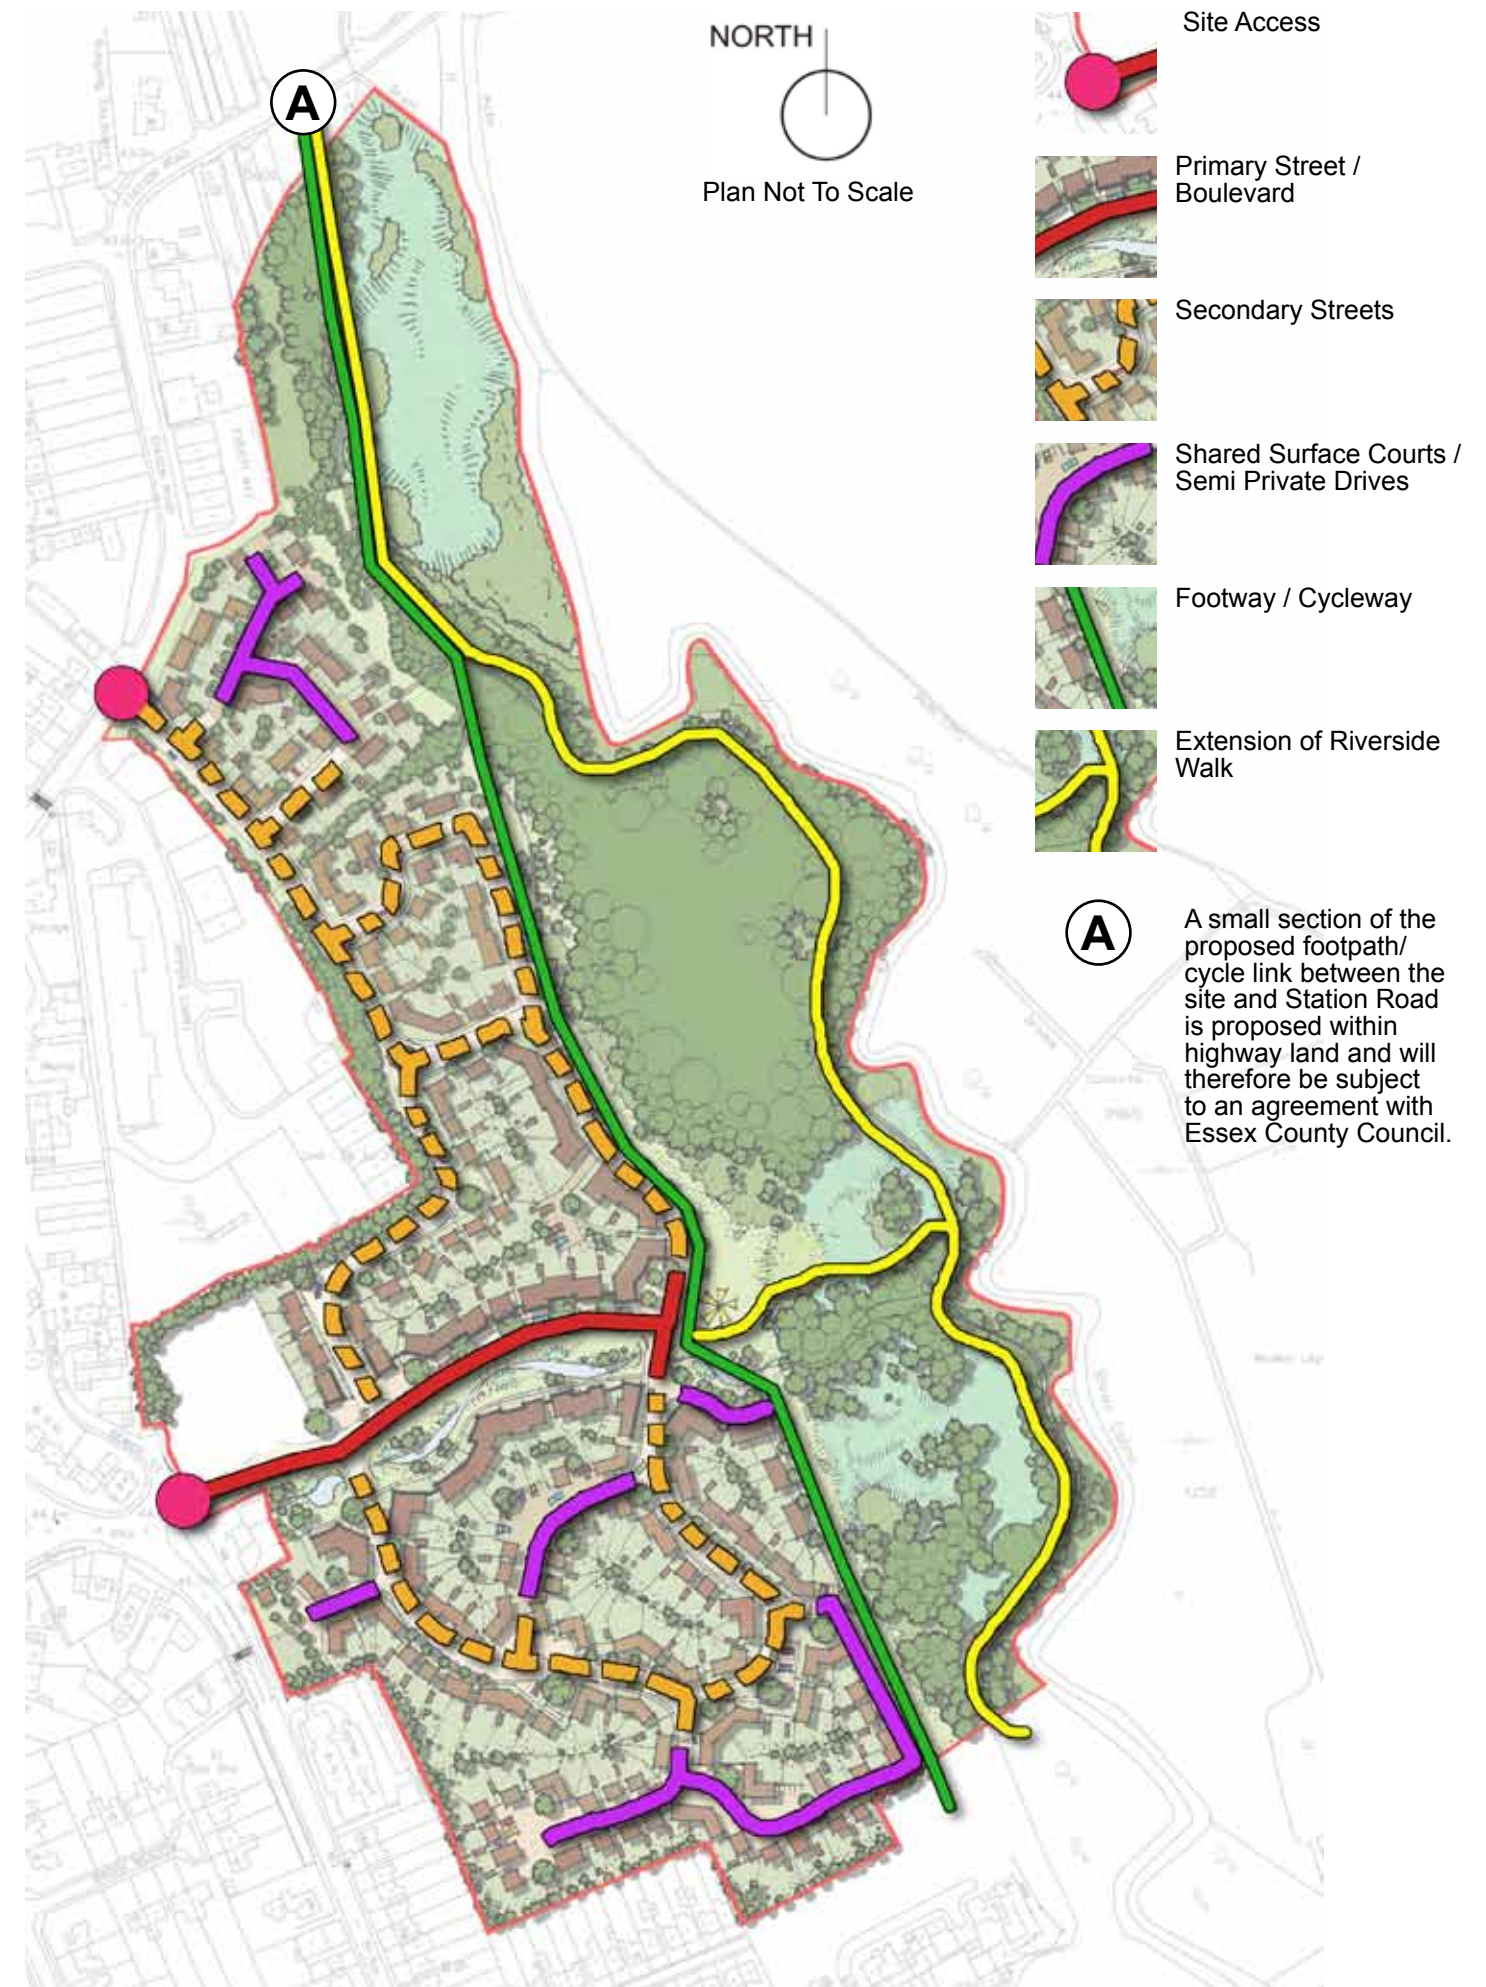 A
NORTH
Plan Not To Scale
Site Access
Primary Street /
Boulevard
Secondary Streets
Shared Surface Courts /
Semi Private Drives
Footway / Cycleway
Extension of Riverside
Walk
A
A small section of the
proposed footpath/
cycle link between the
site and Station Road
is proposed within
highway land and will
therefore be subject
to an agreement with
Essex County Council.